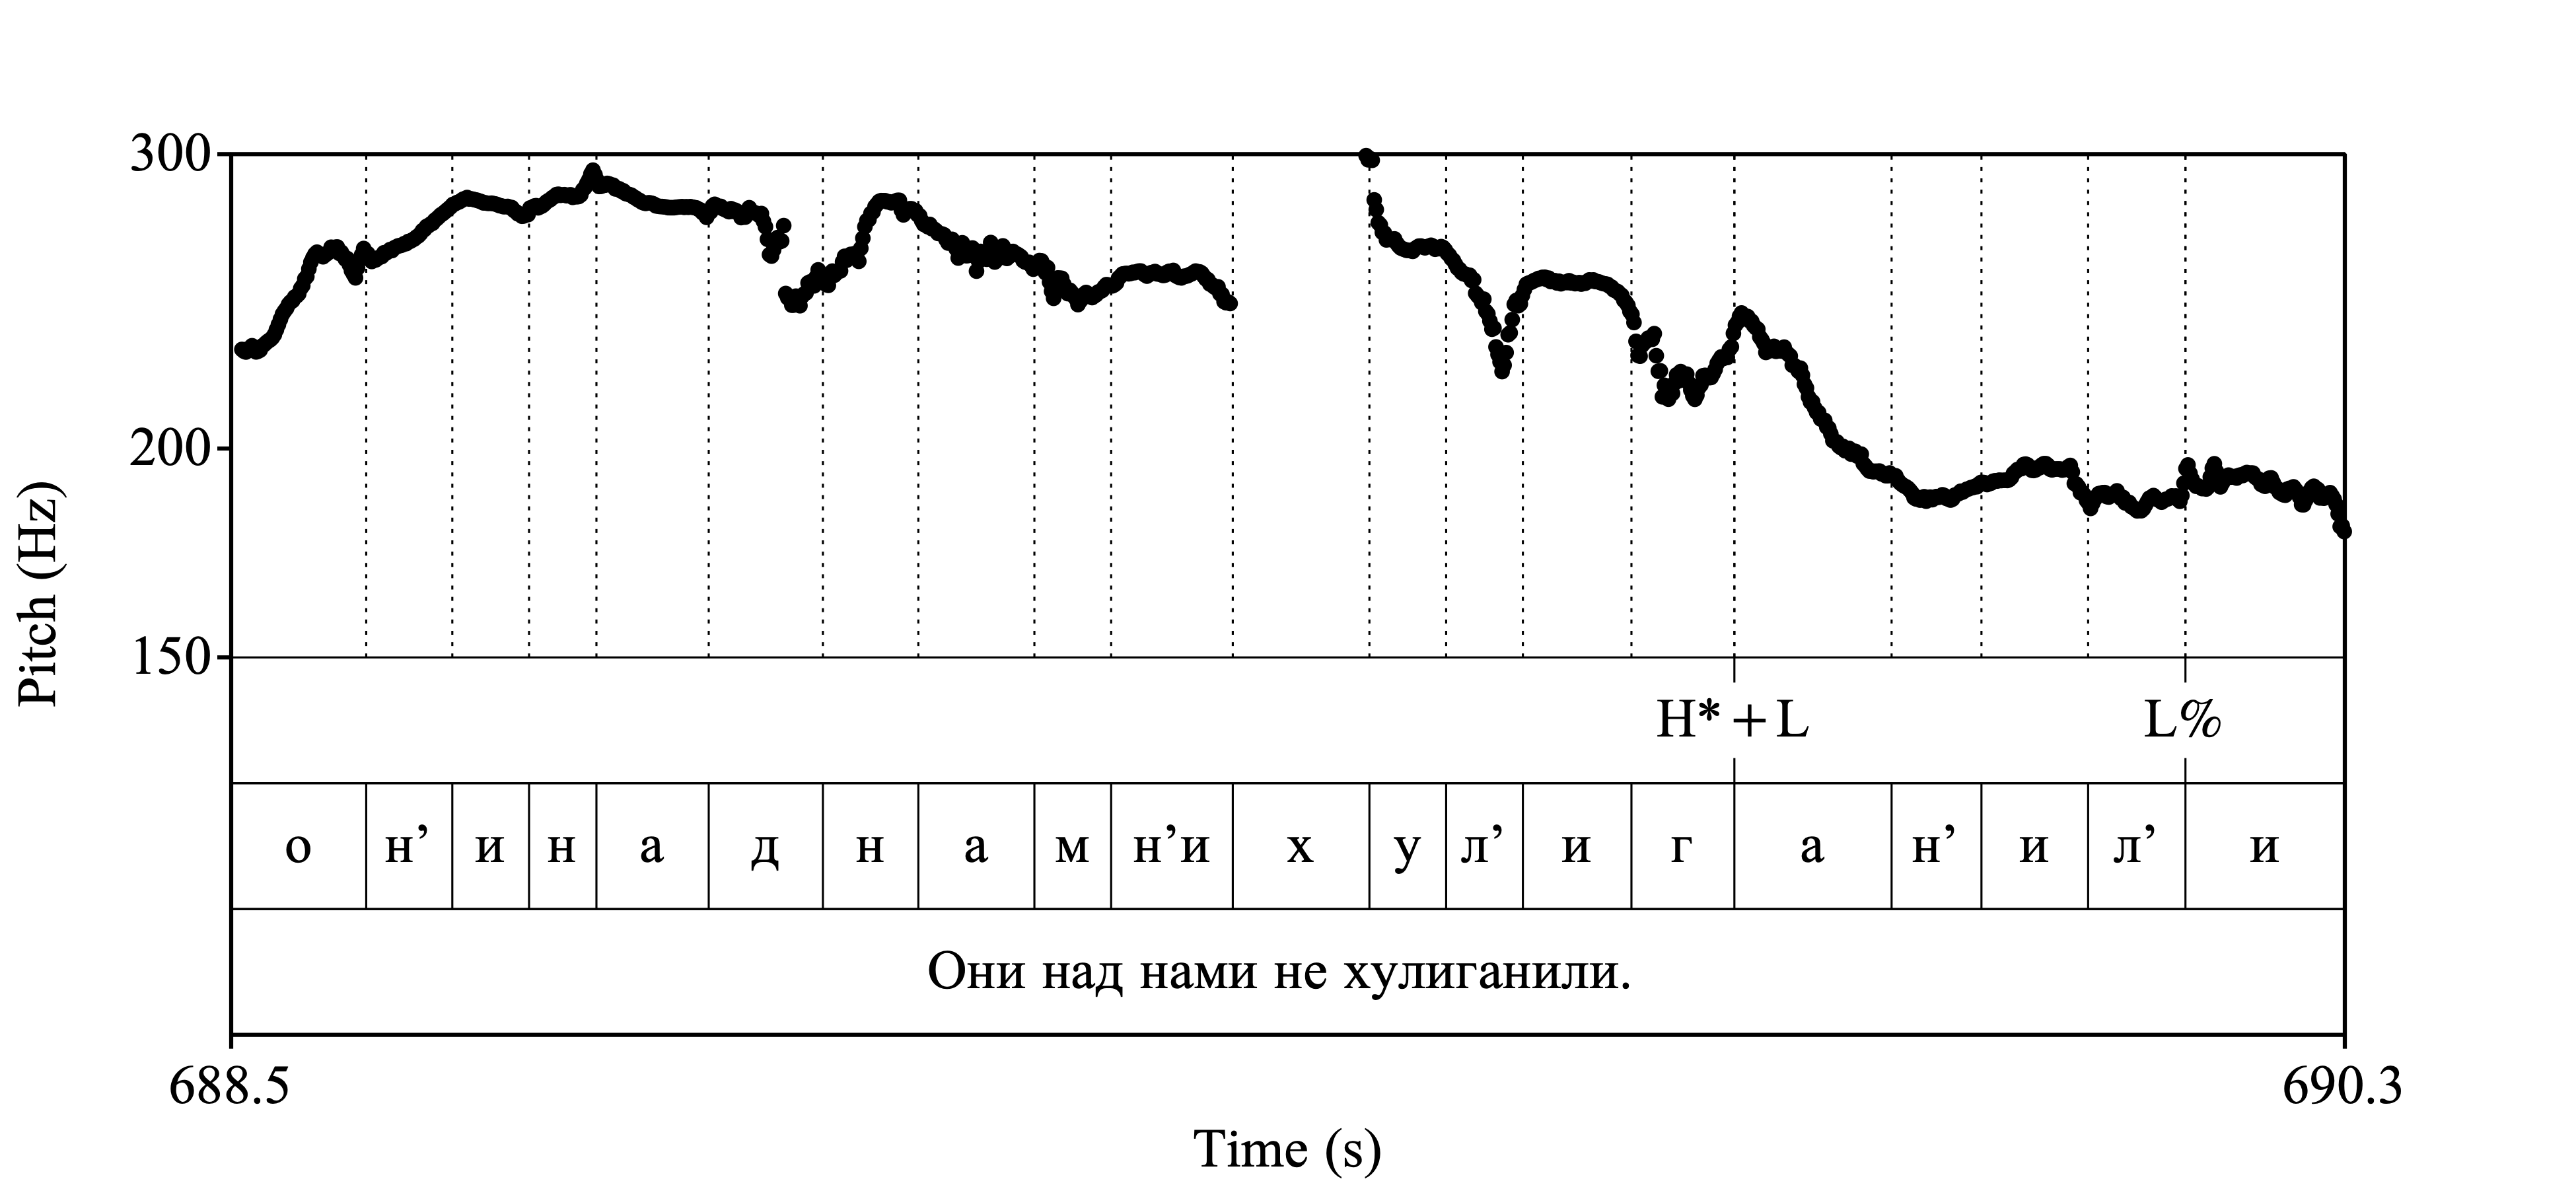 300
200
150
Pitch (Hz)
H*+L L%
о н’ и н а д н а м н’и х у л’ и г а н’ и л’ и
Они над нами не хулиганили.
688.5 690.3
Time (s)